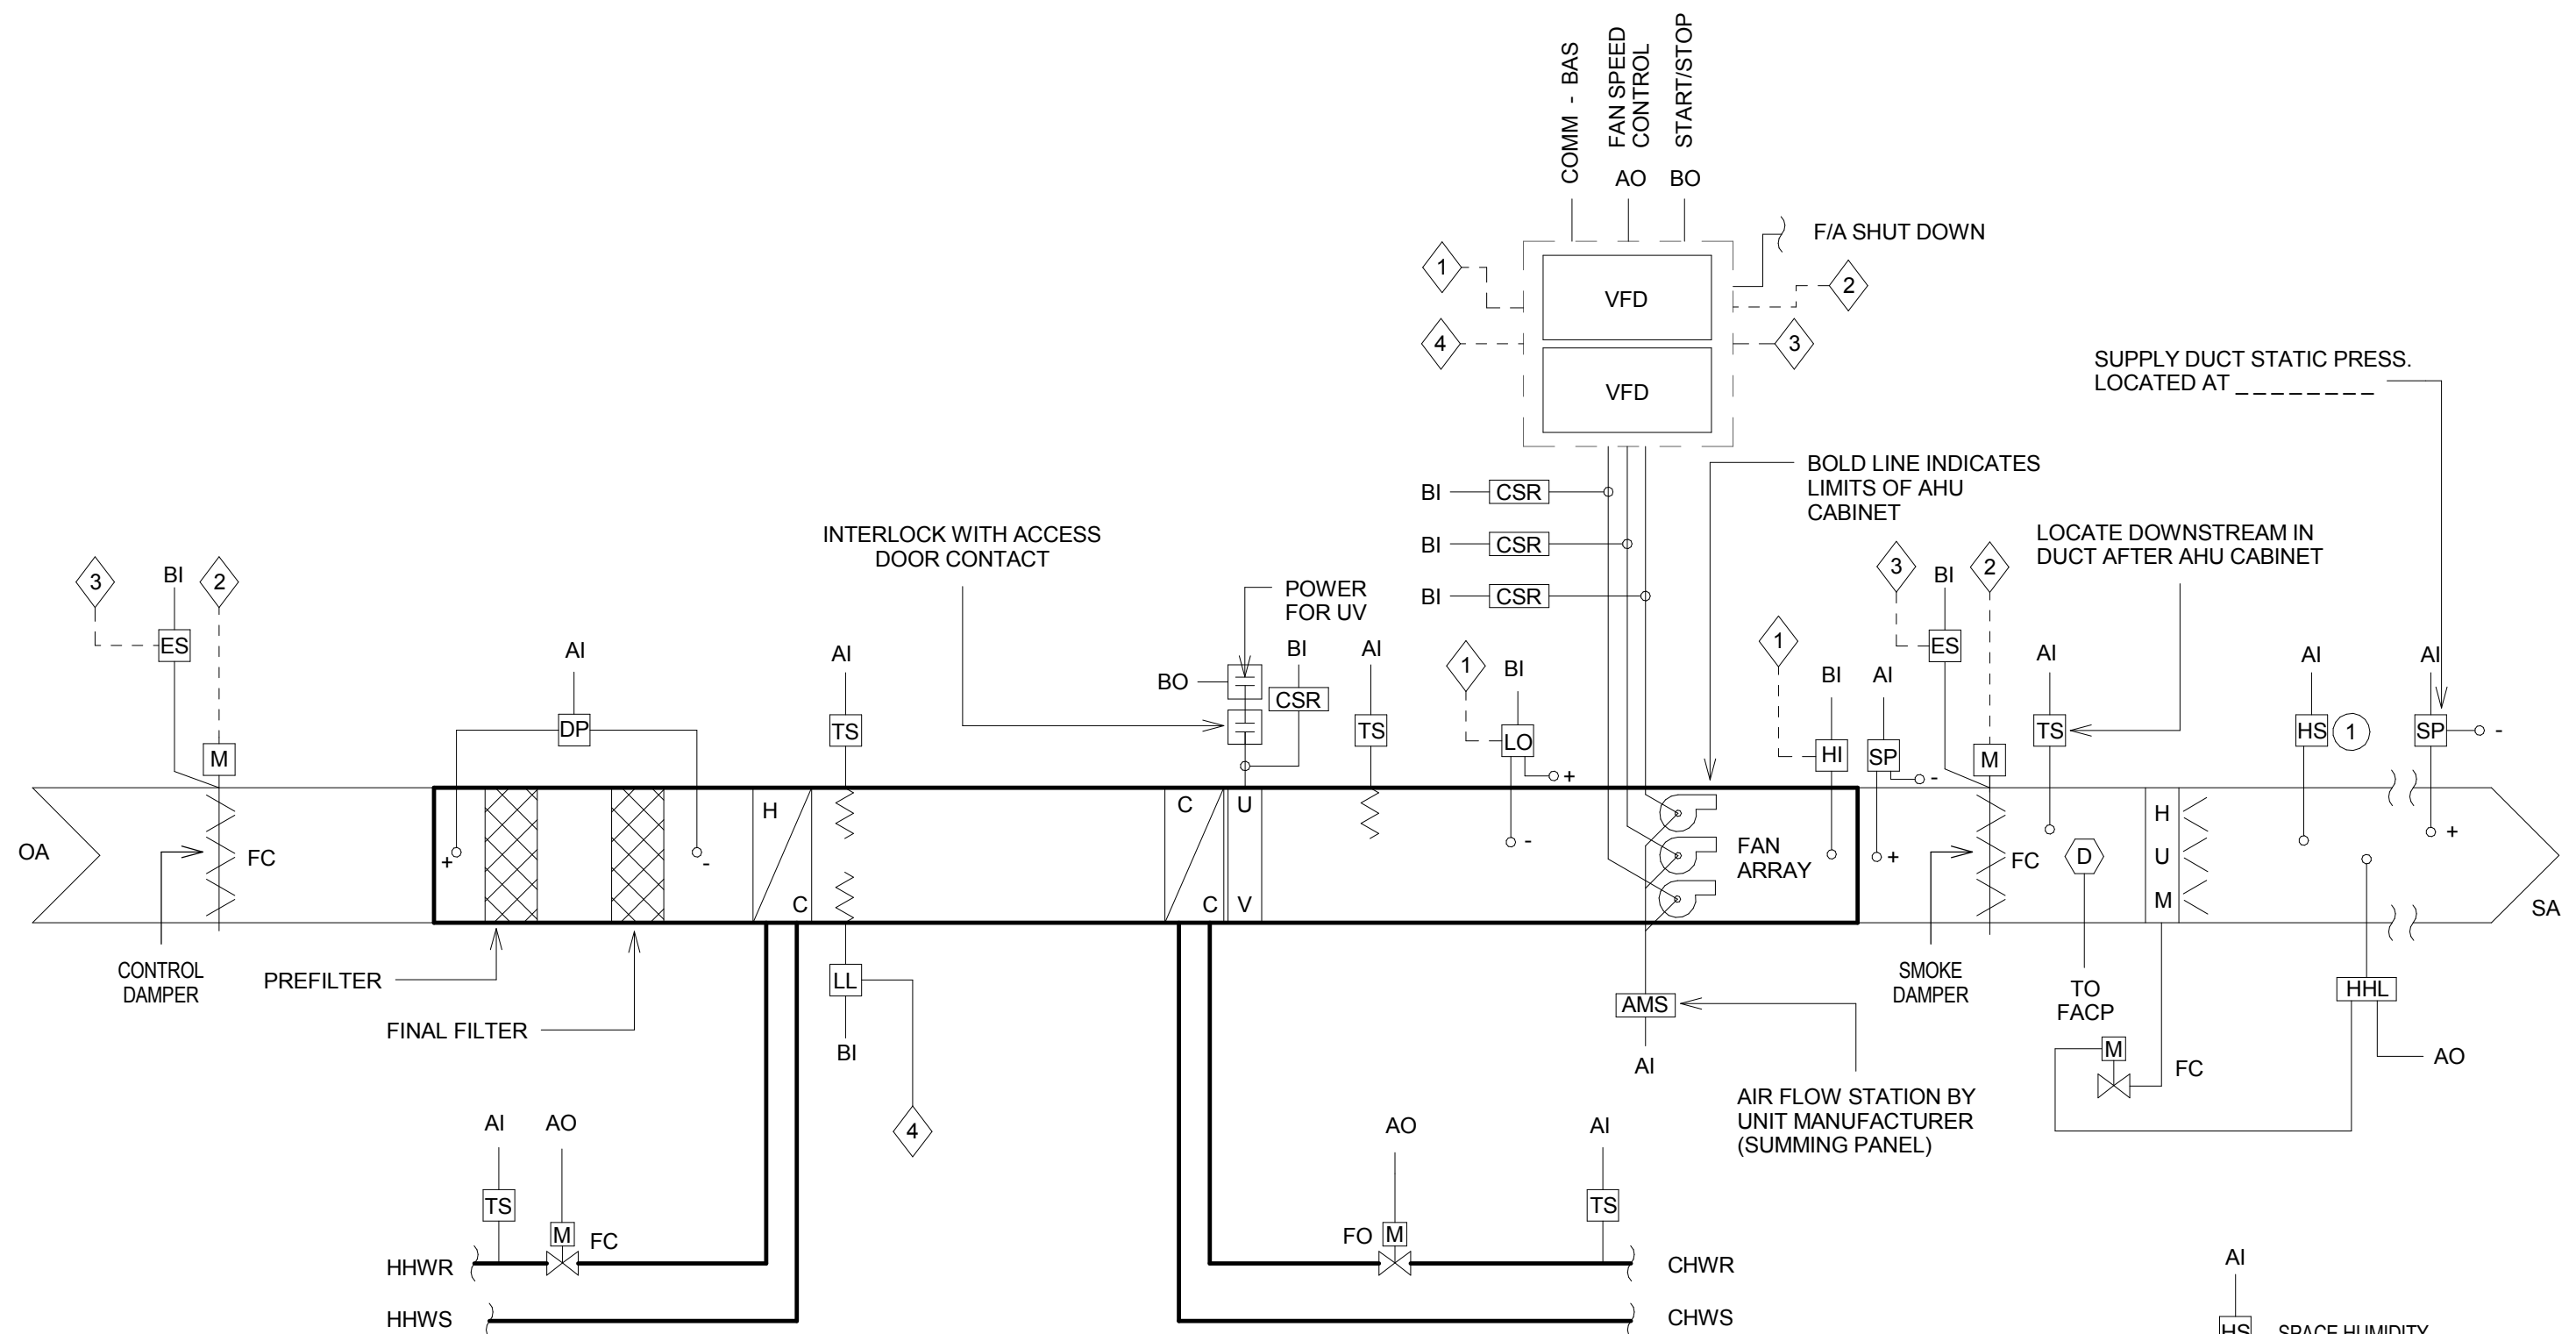 COMM - BAS
FAN SPEED
CONTROL
START/STOP
AO
BO
F/A SHUT DOWN
1
2
VFD
4
3
VFD
SUPPLY DUCT STATIC PRESS.
LOCATED AT _ _ _ _ _ _ _ _
BOLD LINE INDICATES
LIMITS OF AHU
CABINET
BI
CSR
BI
CSR
BI
CSR
INTERLOCK WITH ACCESS
DOOR CONTACT
LOCATE DOWNSTREAM IN
DUCT AFTER AHU CABINET
POWER
FOR UV
3
BI
2
ES
M
AI
DP
AI
TS
BO
BI
CSR
AI
TS
1
BI
LO
+
-
1
BI
HI
AI
SP
-
+
3
BI
2
ES
M
AI
TS
AI
HS
1
AI
SP
-
+
OA
FC
+
-
H
C
C
C
U
V
FAN
ARRAY
FC
D
H
U
M
SA
CONTROL
DAMPER
PREFILTER
FINAL FILTER
LL
BI
4
AMS
AI
AIR FLOW STATION BY
UNIT MANUFACTURER
(SUMMING PANEL)
SMOKE
DAMPER
TO
FACP
HHL
AO
M
FC
AI
AO
TS
M
FC
HHWR
HHWS
AO
AI
TS
FO
M
CHWR
CHWS
AI
HS
SPACE HUMIDITY